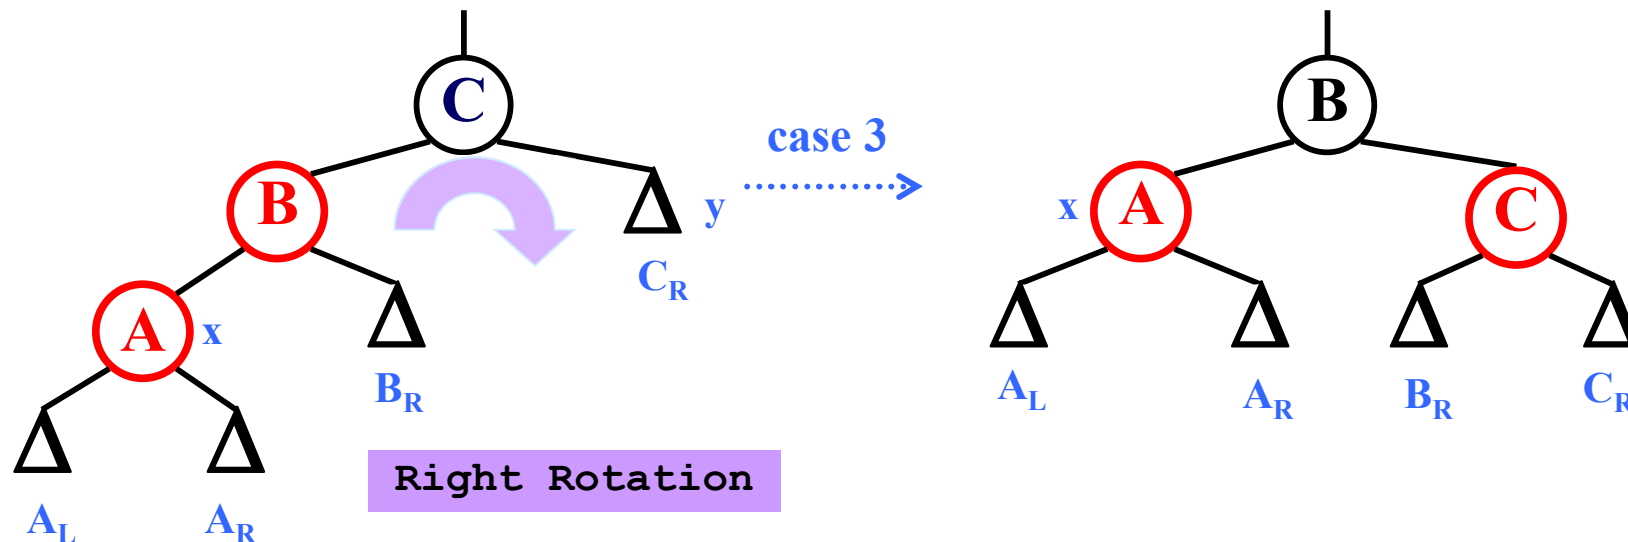 C
B
case 3
B
y
x
A
C
C_R
A
x
B_R
A_L
A_R
B_R
C_R
Right Rotation
A_L
A_R